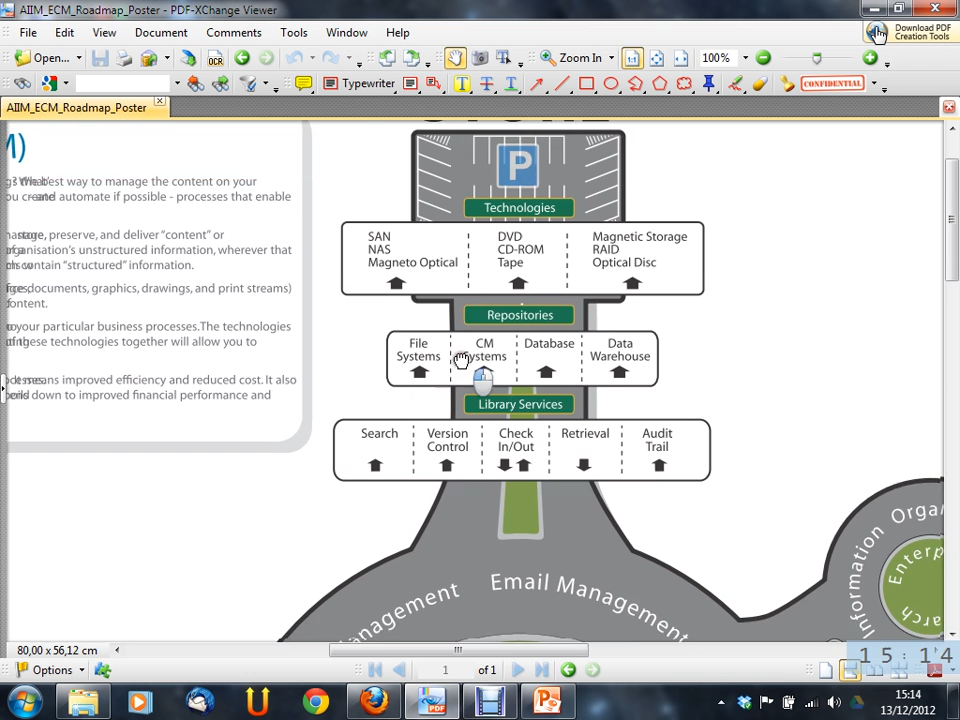 AIIM_ECM_Roadmap_Poster - PDF-XChange Viewer
File Edit View Document Comments Tools Window Help
Download PDF
Creation Tools
Open...
OCR
Zoom In
100%
Typewriter
CONFIDENTIAL
AIIM_ECM_Roadmap_Poster
M)
best way to manage the content on your
and automate if possible - processes that enable
manage, preserve, and deliver "content" or
organisation's unstructured information, wherever that
contain "structured" information.
documents, graphics, drawings, and print streams)
content.
to your particular business processes.The technologies
these technologies together will allow you to
means improved efficiency and reduced cost. It also
down to improved financial performance and
STORE
P
Technologies
SAN
NAS
Magneto Optical
DVD
CD-ROM
Tape
Magnetic Storage
RAID
Optical Disc
Repositories
File
Systems
CM
Systems
Database
Data
Warehouse
Library Services
Search
Version
Control
Check
In/Out
Retrieval
Audit
Trail
anagement
Email Management
Information Orga
Enterp
arch
80,00 x 56,12 cm
15:14
Options
1 of 1
PDF
15:14
13/12/2012